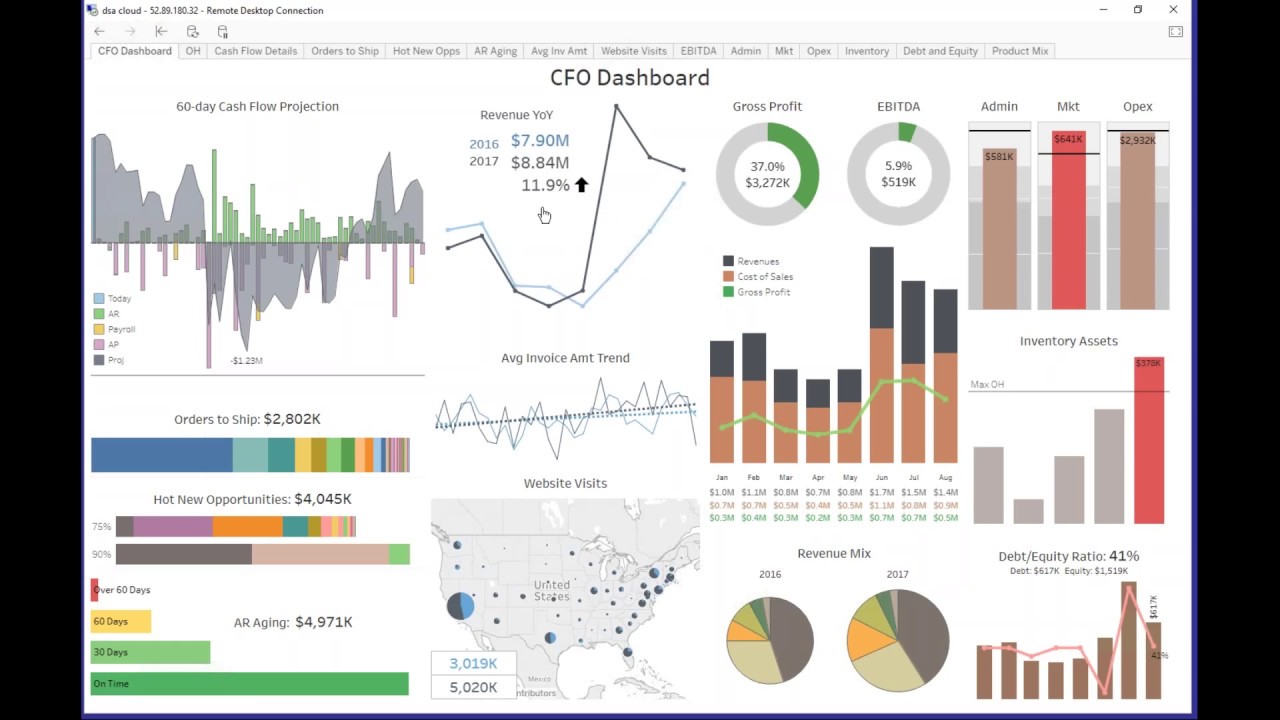 dsa cloud - 52.89.180.32 - Remote Desktop Connection
CFO Dashboard OH Cash Flow Details Orders to Ship Hot New Opps AR Aging Avg Inv Amt Website Visits EBITDA Admin Mkt Opex Inventory Debt and Equity Product Mix
CFO Dashboard
60-day Cash Flow Projection
Today
AR
Payroll
AP
Proj
-$1.23M
Orders to Ship: $2,802K
Hot New Opportunities: $4,045K
75%
90%
Over 60 Days
60 Days
AR Aging: $4,971K
30 Days
On Time
Revenue YoY
2016 $7.90M
2017 $8.84M
11.9%
Avg Invoice Amt Trend
Website Visits
United
States
Mexico
3,019K
5,020K
Gross Profit
37.0%
$3,272K
EBITDA
5.9%
$519K
Revenues
Cost of Sales
Gross Profit
Jan Feb Mar Apr May Jun Jul Aug
$1.0M $1.1M $0.8M $0.7M $0.8M $1.7M $1.5M $1.4M
$0.7M $0.7M $0.5M $0.4M $0.5M $1.1M $0.8M $0.9M
$0.3M $0.4M $0.3M $0.2M $0.3M $0.7M $0.7M $0.5M
Revenue Mix
2016 2017
Admin Mkt Opex
$581K $641K $2,932K
Inventory Assets
$378K
Max OH
Debt/Equity Ratio: 41%
Debt: $617K Equity: $1,519K
$617K
41%